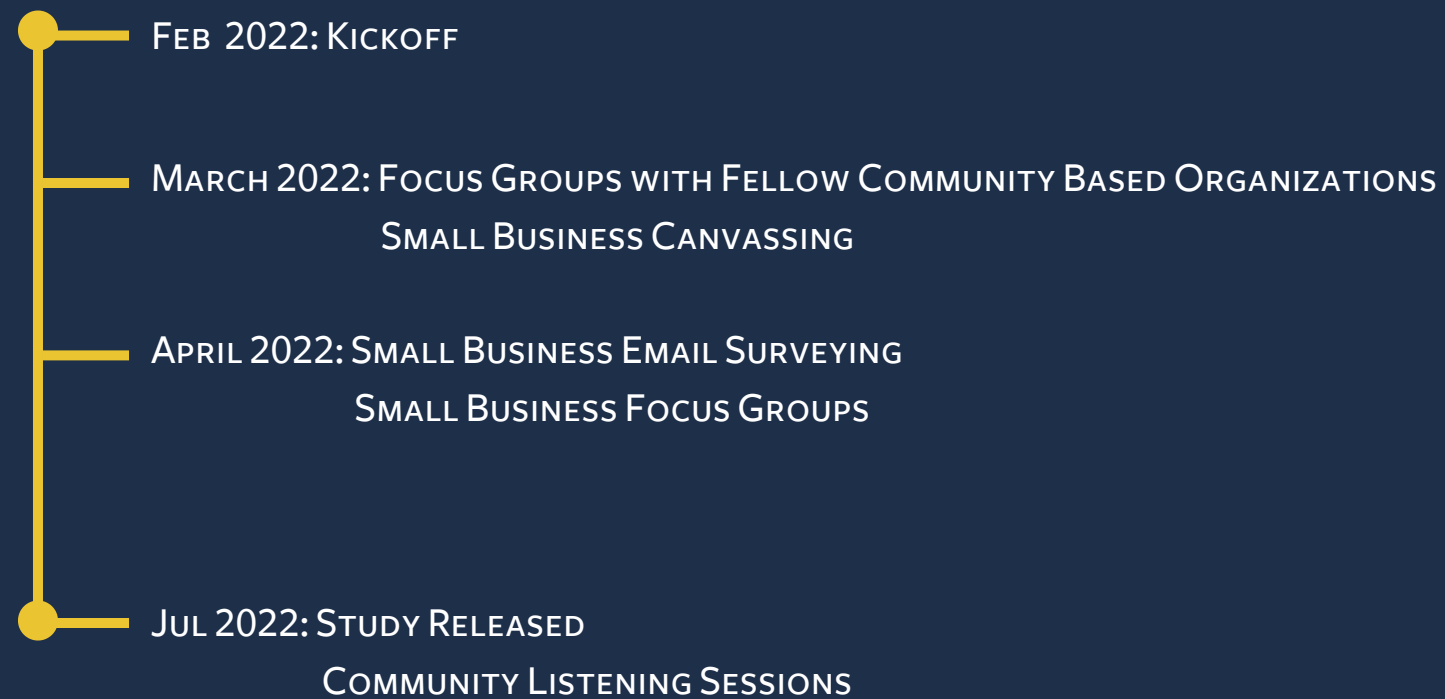 Feb 2022: Kickoff
March 2022: Focus Groups with Fellow Community Based Organizations
Small Business Canvassing
April 2022: Small Business Email Surveying
Small Business Focus Groups
Jul 2022: Study Released
Community Listening Sessions